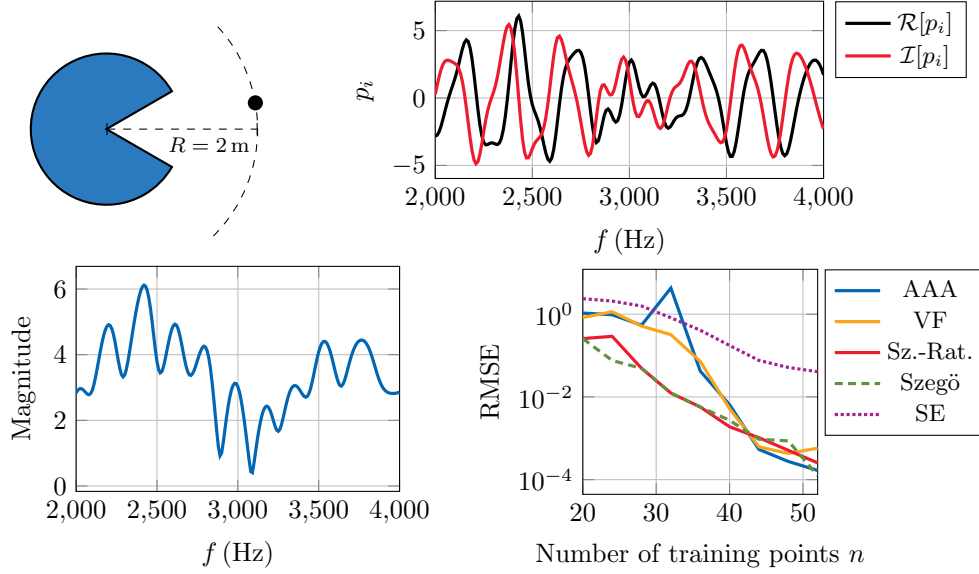 R = 2 m
5
0
−5
p_i
2,000 2,500 3,000 3,500 4,000
f (Hz)
ℛ[p_i]
ℐ[p_i]
6
4
2
0
Magnitude
2,000 2,500 3,000 3,500 4,000
f (Hz)
10^0
10^−2
10^−4
RMSE
20 30 40 50
Number of training points n
AAA
VF
Sz.-Rat.
Szegö
SE